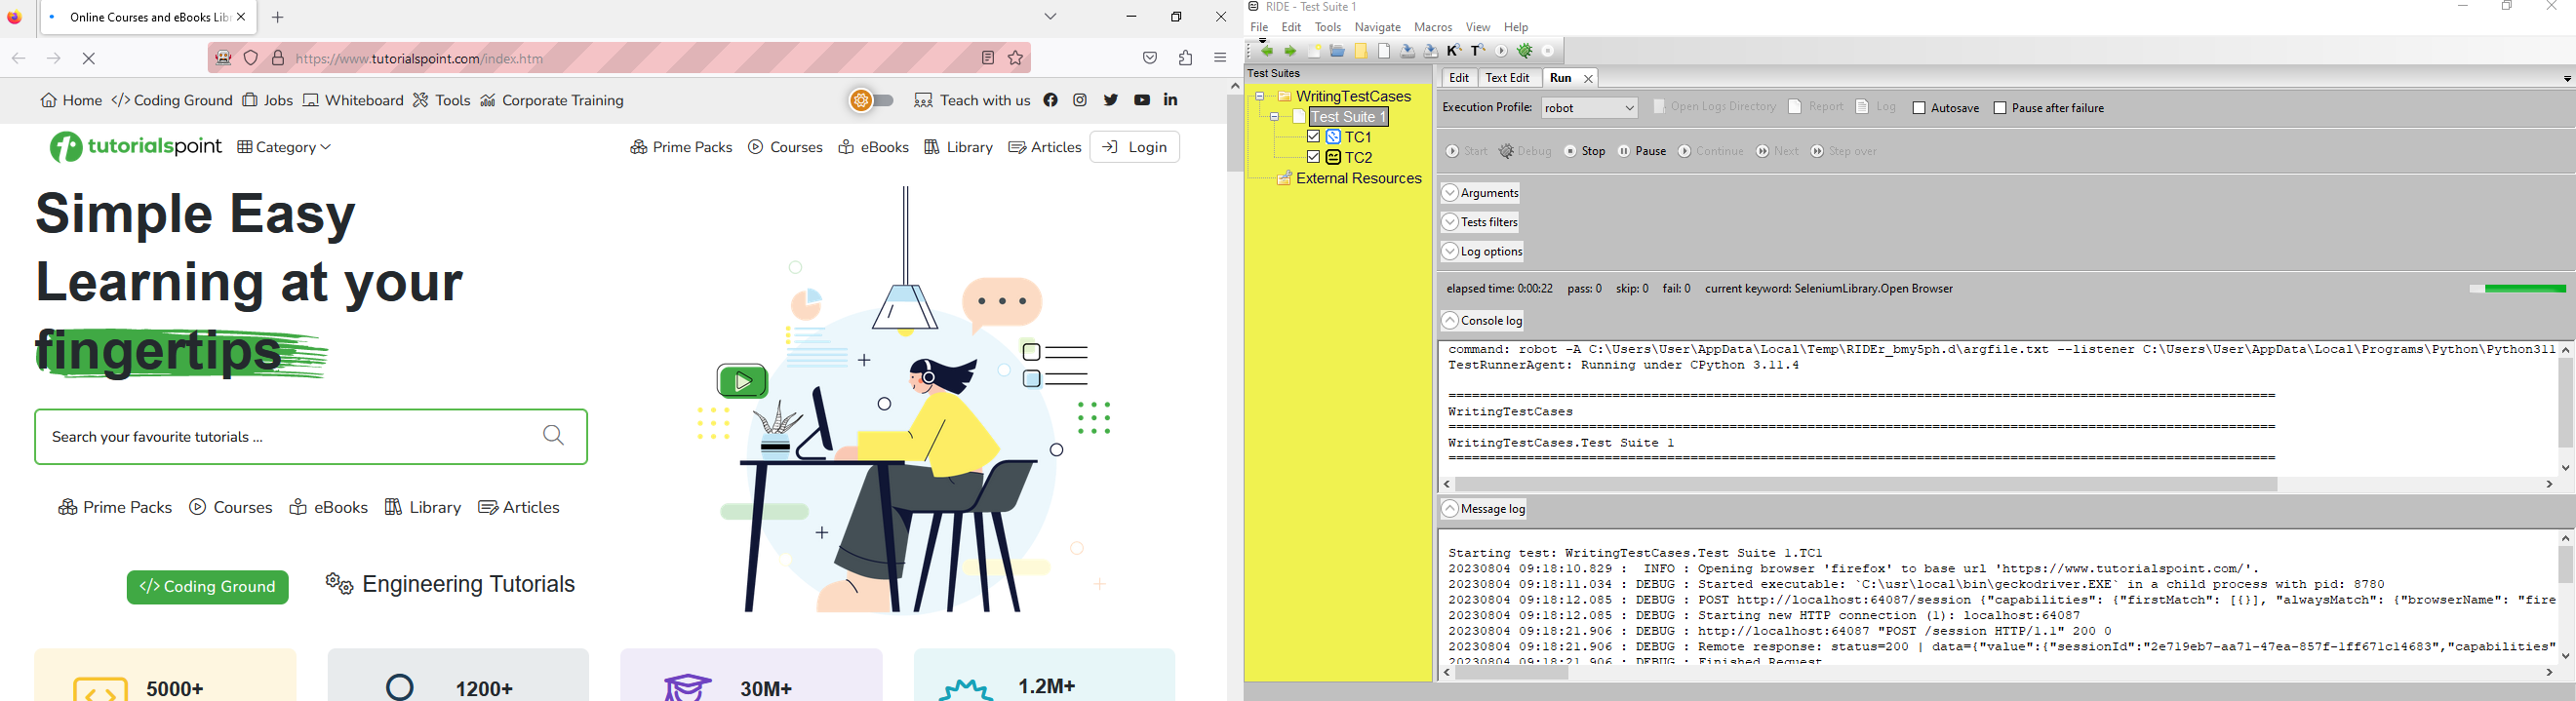 Online Courses and eBooks Libr
https://www.tutorialspoint.com/index.htm
Home Coding Ground Jobs Whiteboard Tools Corporate Training Teach with us
tutorialspoint Category Prime Packs Courses eBooks Library Articles Login
Simple Easy
Learning at your
fingertips
Search your favourite tutorials ...
Prime Packs Courses eBooks Library Articles
Coding Ground Engineering Tutorials
5000+ 1200+ 30M+ 1.2M+
RIDE - Test Suite 1
File Edit Tools Navigate Macros View Help
Test Suites
WritingTestCases
Test Suite 1
TC1
TC2
External Resources
Edit Text Edit Run
Execution Profile: robot Open Logs Directory Report Log Autosave Pause after failure
Start Debug Stop Pause Continue Next Step over
Arguments
Tests filters
Log options
elapsed time: 0:00:22 pass: 0 skip: 0 fail: 0 current keyword: SeleniumLibrary.Open Browser
Console log
command: robot -A C:\Users\User\AppData\Local\Temp\RIDEr_bmy5ph.d\argfile.txt --listener C:\Users\User\AppData\Local\Programs\Python\Python311
TestRunnerAgent: Running under CPython 3.11.4
==============================================================================
WritingTestCases
==============================================================================
WritingTestCases.Test Suite 1
==============================================================================
Message log
Starting test: WritingTestCases.Test Suite 1.TC1
20230804 09:18:10.829 : INFO : Opening browser 'firefox' to base url 'https://www.tutorialspoint.com/'.
20230804 09:18:11.034 : DEBUG : Started executable: `C:\usr\local\bin\geckodriver.EXE` in a child process with pid: 8780
20230804 09:18:12.085 : DEBUG : POST http://localhost:64087/session {"capabilities": {"firstMatch": [{}], "alwaysMatch": {"browserName": "fire
20230804 09:18:12.085 : DEBUG : Starting new HTTP connection (1): localhost:64087
20230804 09:18:21.906 : DEBUG : http://localhost:64087 "POST /session HTTP/1.1" 200 0
20230804 09:18:21.906 : DEBUG : Remote response: status=200 | data={"value":{"sessionId":"2e719eb7-aa71-47ea-857f-1ff671c14683","capabilities"
20230804 09:18:21.906 : DEBUG : Finished Request